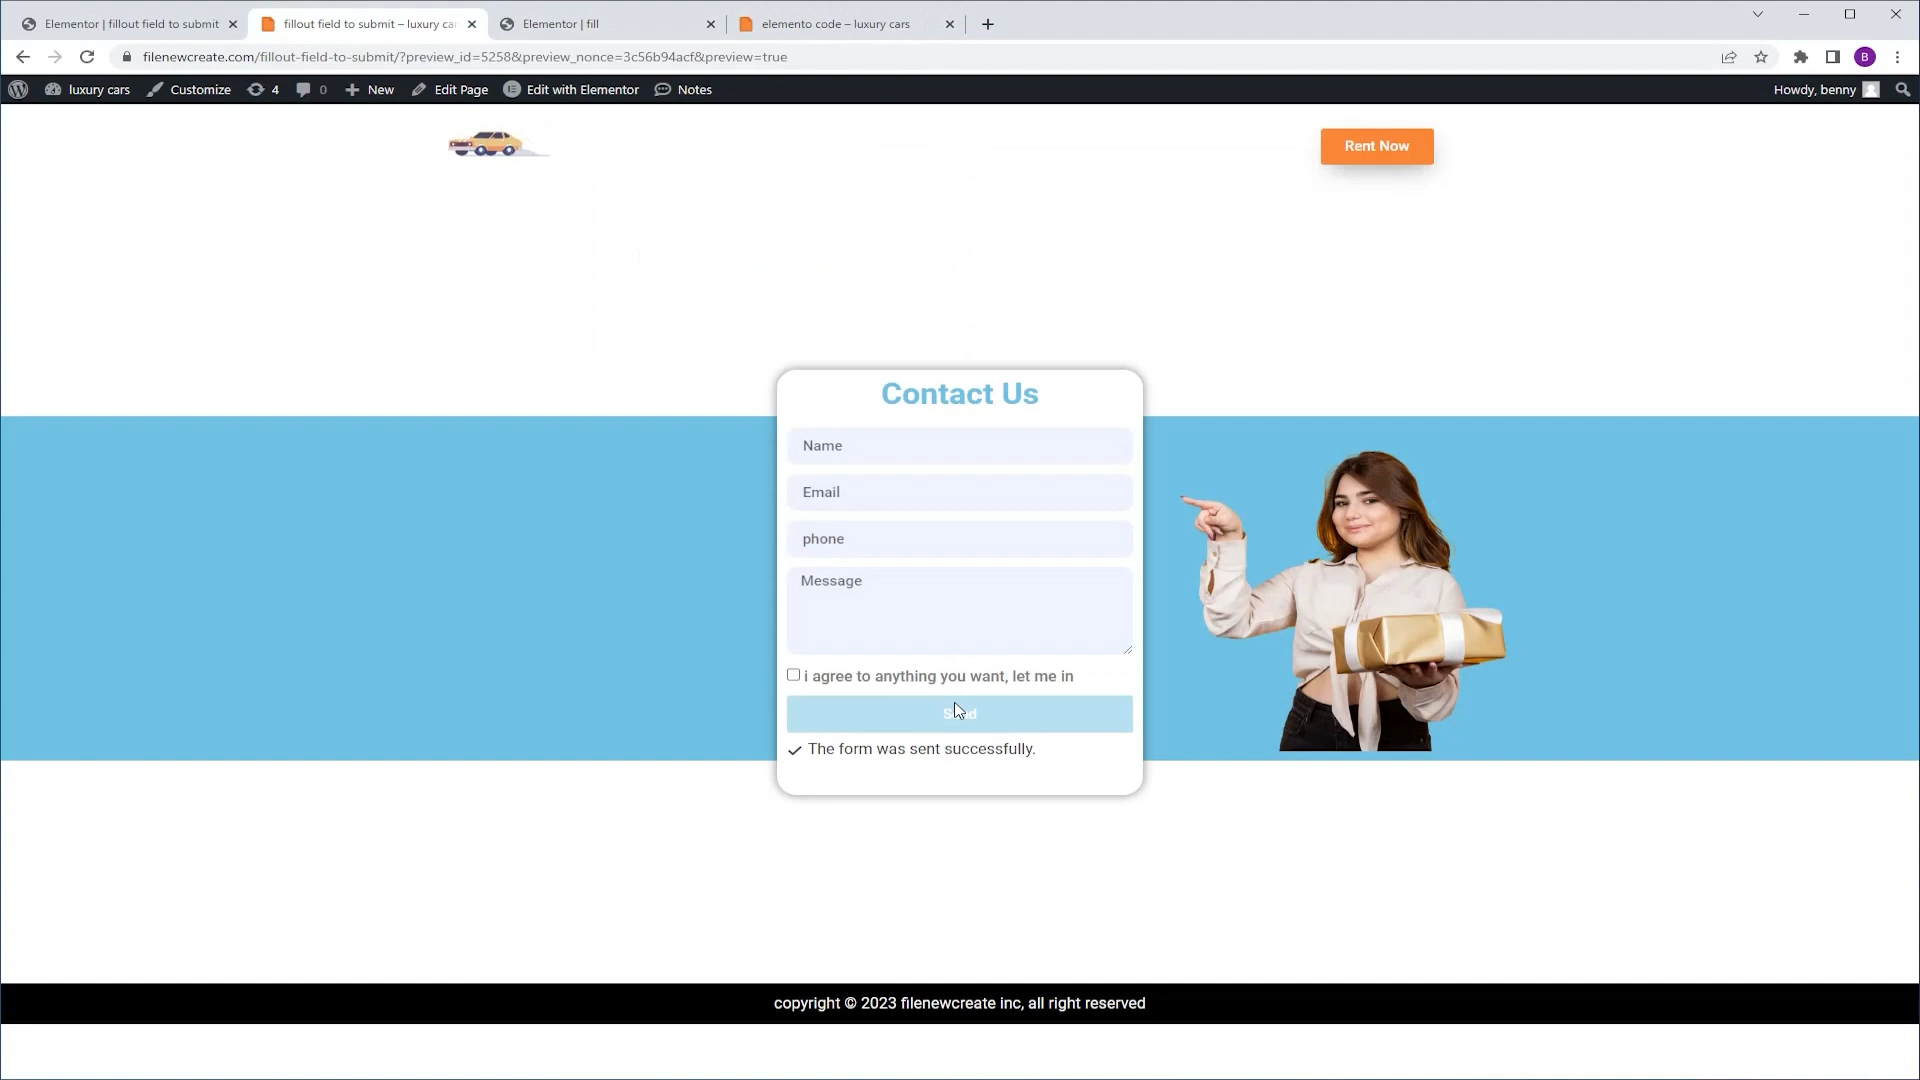 Elementor | fillout field to submit
fillout field to submit – luxury ca
Elementor | fill
elemento code – luxury cars
filenewcreate.com/fillout-field-to-submit/?preview_id=5258&preview_nonce=3c56b94acf&preview=true
B
luxury cars
Customize
4
0
New
Edit Page
Edit with Elementor
Notes
Howdy, benny
Rent Now
Contact Us
Name
Email
phone
Message
i agree to anything you want, let me in
The form was sent successfully.
copyright © 2023 filenewcreate inc, all right reserved